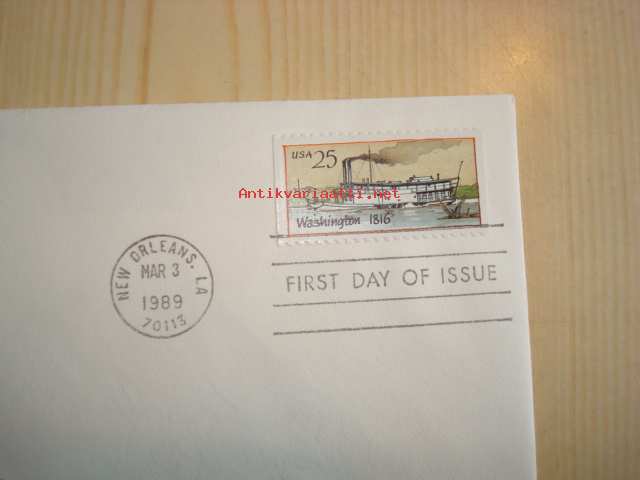 USA 25
Antikvariaatti.net
Washington 1816
NEW ORLEANS, LA
MAR 3
1989
70113
FIRST DAY OF ISSUE